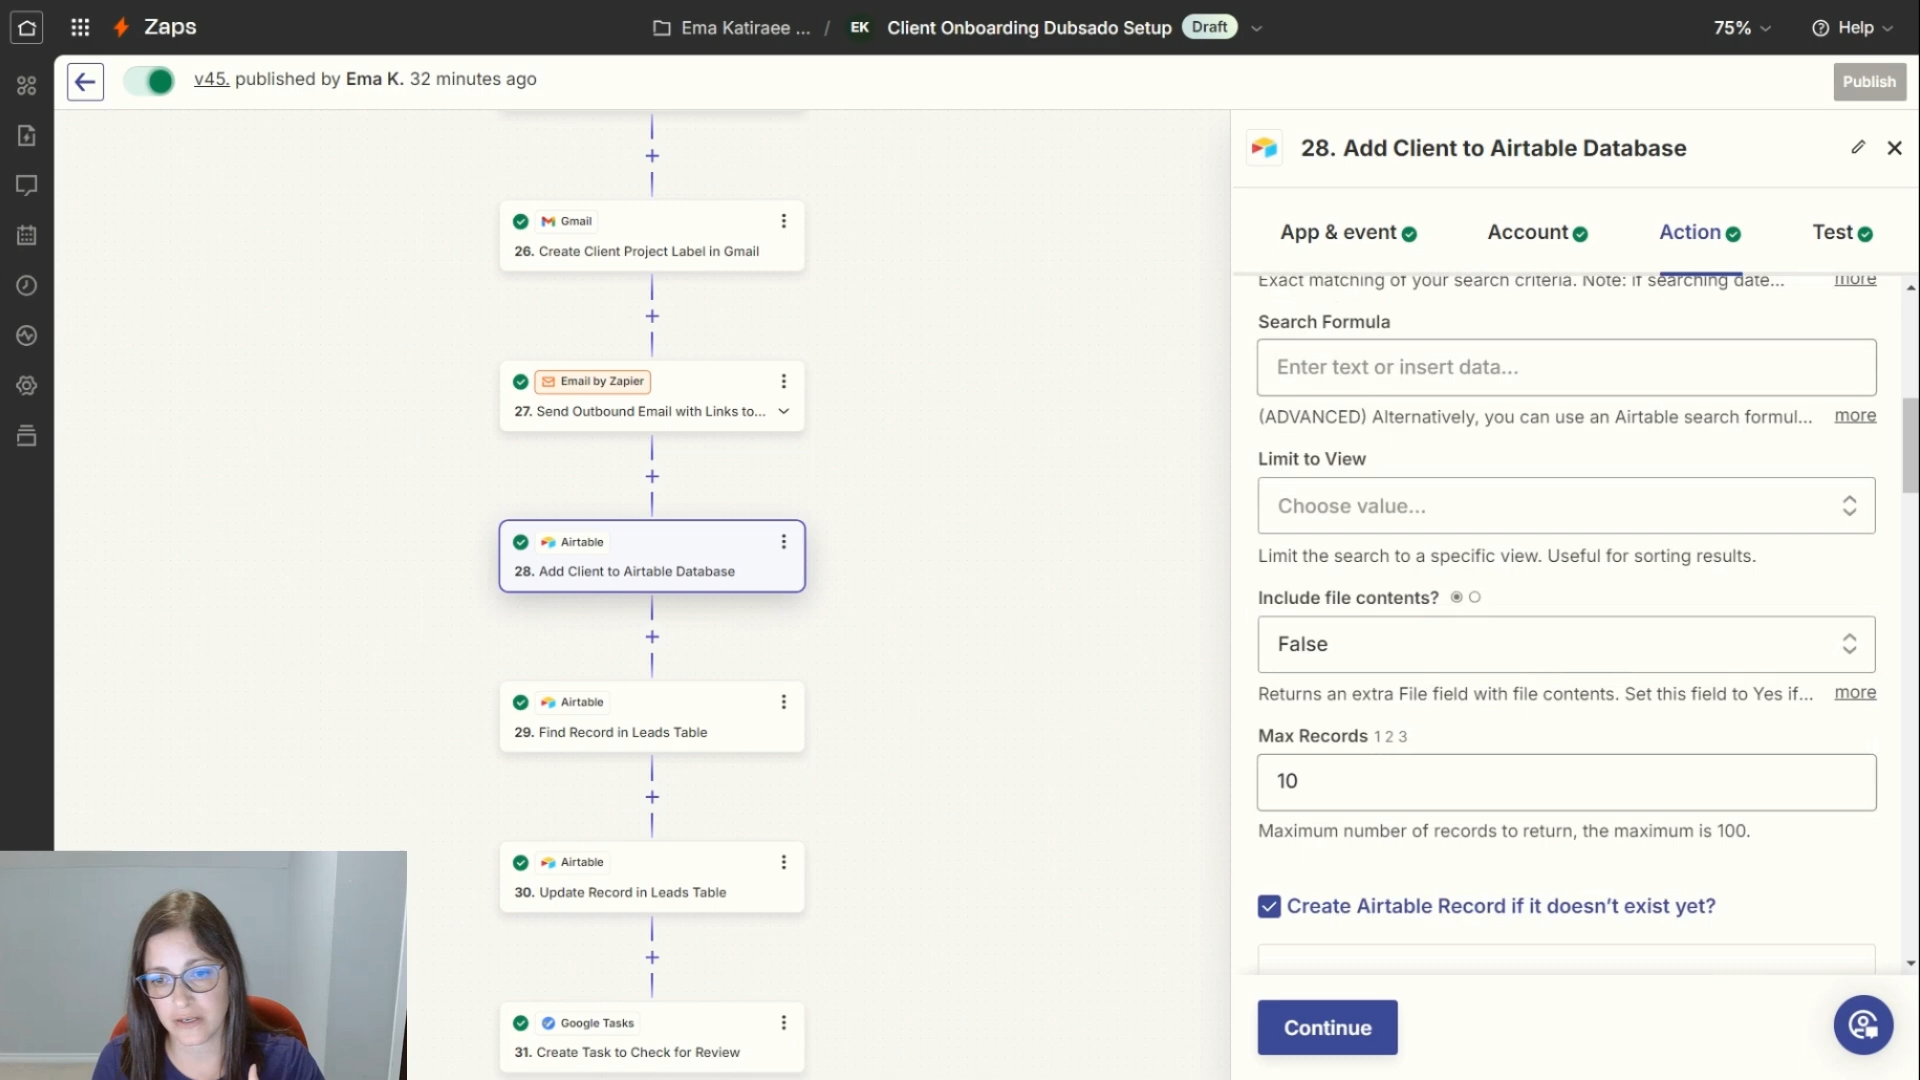 Zaps
Ema Katiraee ... / EK Client Onboarding Dubsado Setup Draft
75%
Help
v45. published by Ema K. 32 minutes ago
Publish
Gmail
26. Create Client Project Label in Gmail
Email by Zapier
27. Send Outbound Email with Links to...
Airtable
28. Add Client to Airtable Database
Airtable
29. Find Record in Leads Table
Airtable
30. Update Record in Leads Table
Google Tasks
31. Create Task to Check for Review
28. Add Client to Airtable Database
App & event
Account
Action
Test
Exact matching of your search criteria. Note: if searching date... more
Search Formula
Enter text or insert data...
(ADVANCED) Alternatively, you can use an Airtable search formul... more
Limit to View
Choose value...
Limit the search to a specific view. Useful for sorting results.
Include file contents?
False
Returns an extra File field with file contents. Set this field to Yes if... more
Max Records 1 2 3
10
Maximum number of records to return, the maximum is 100.
Create Airtable Record if it doesn’t exist yet?
Continue